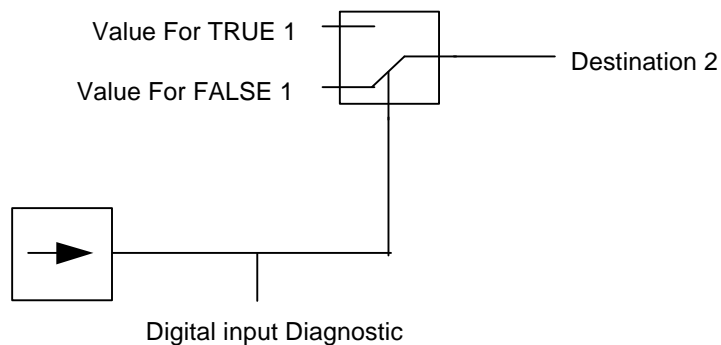 Value For TRUE 1
Value For FALSE 1
Destination 2
Digital input Diagnostic